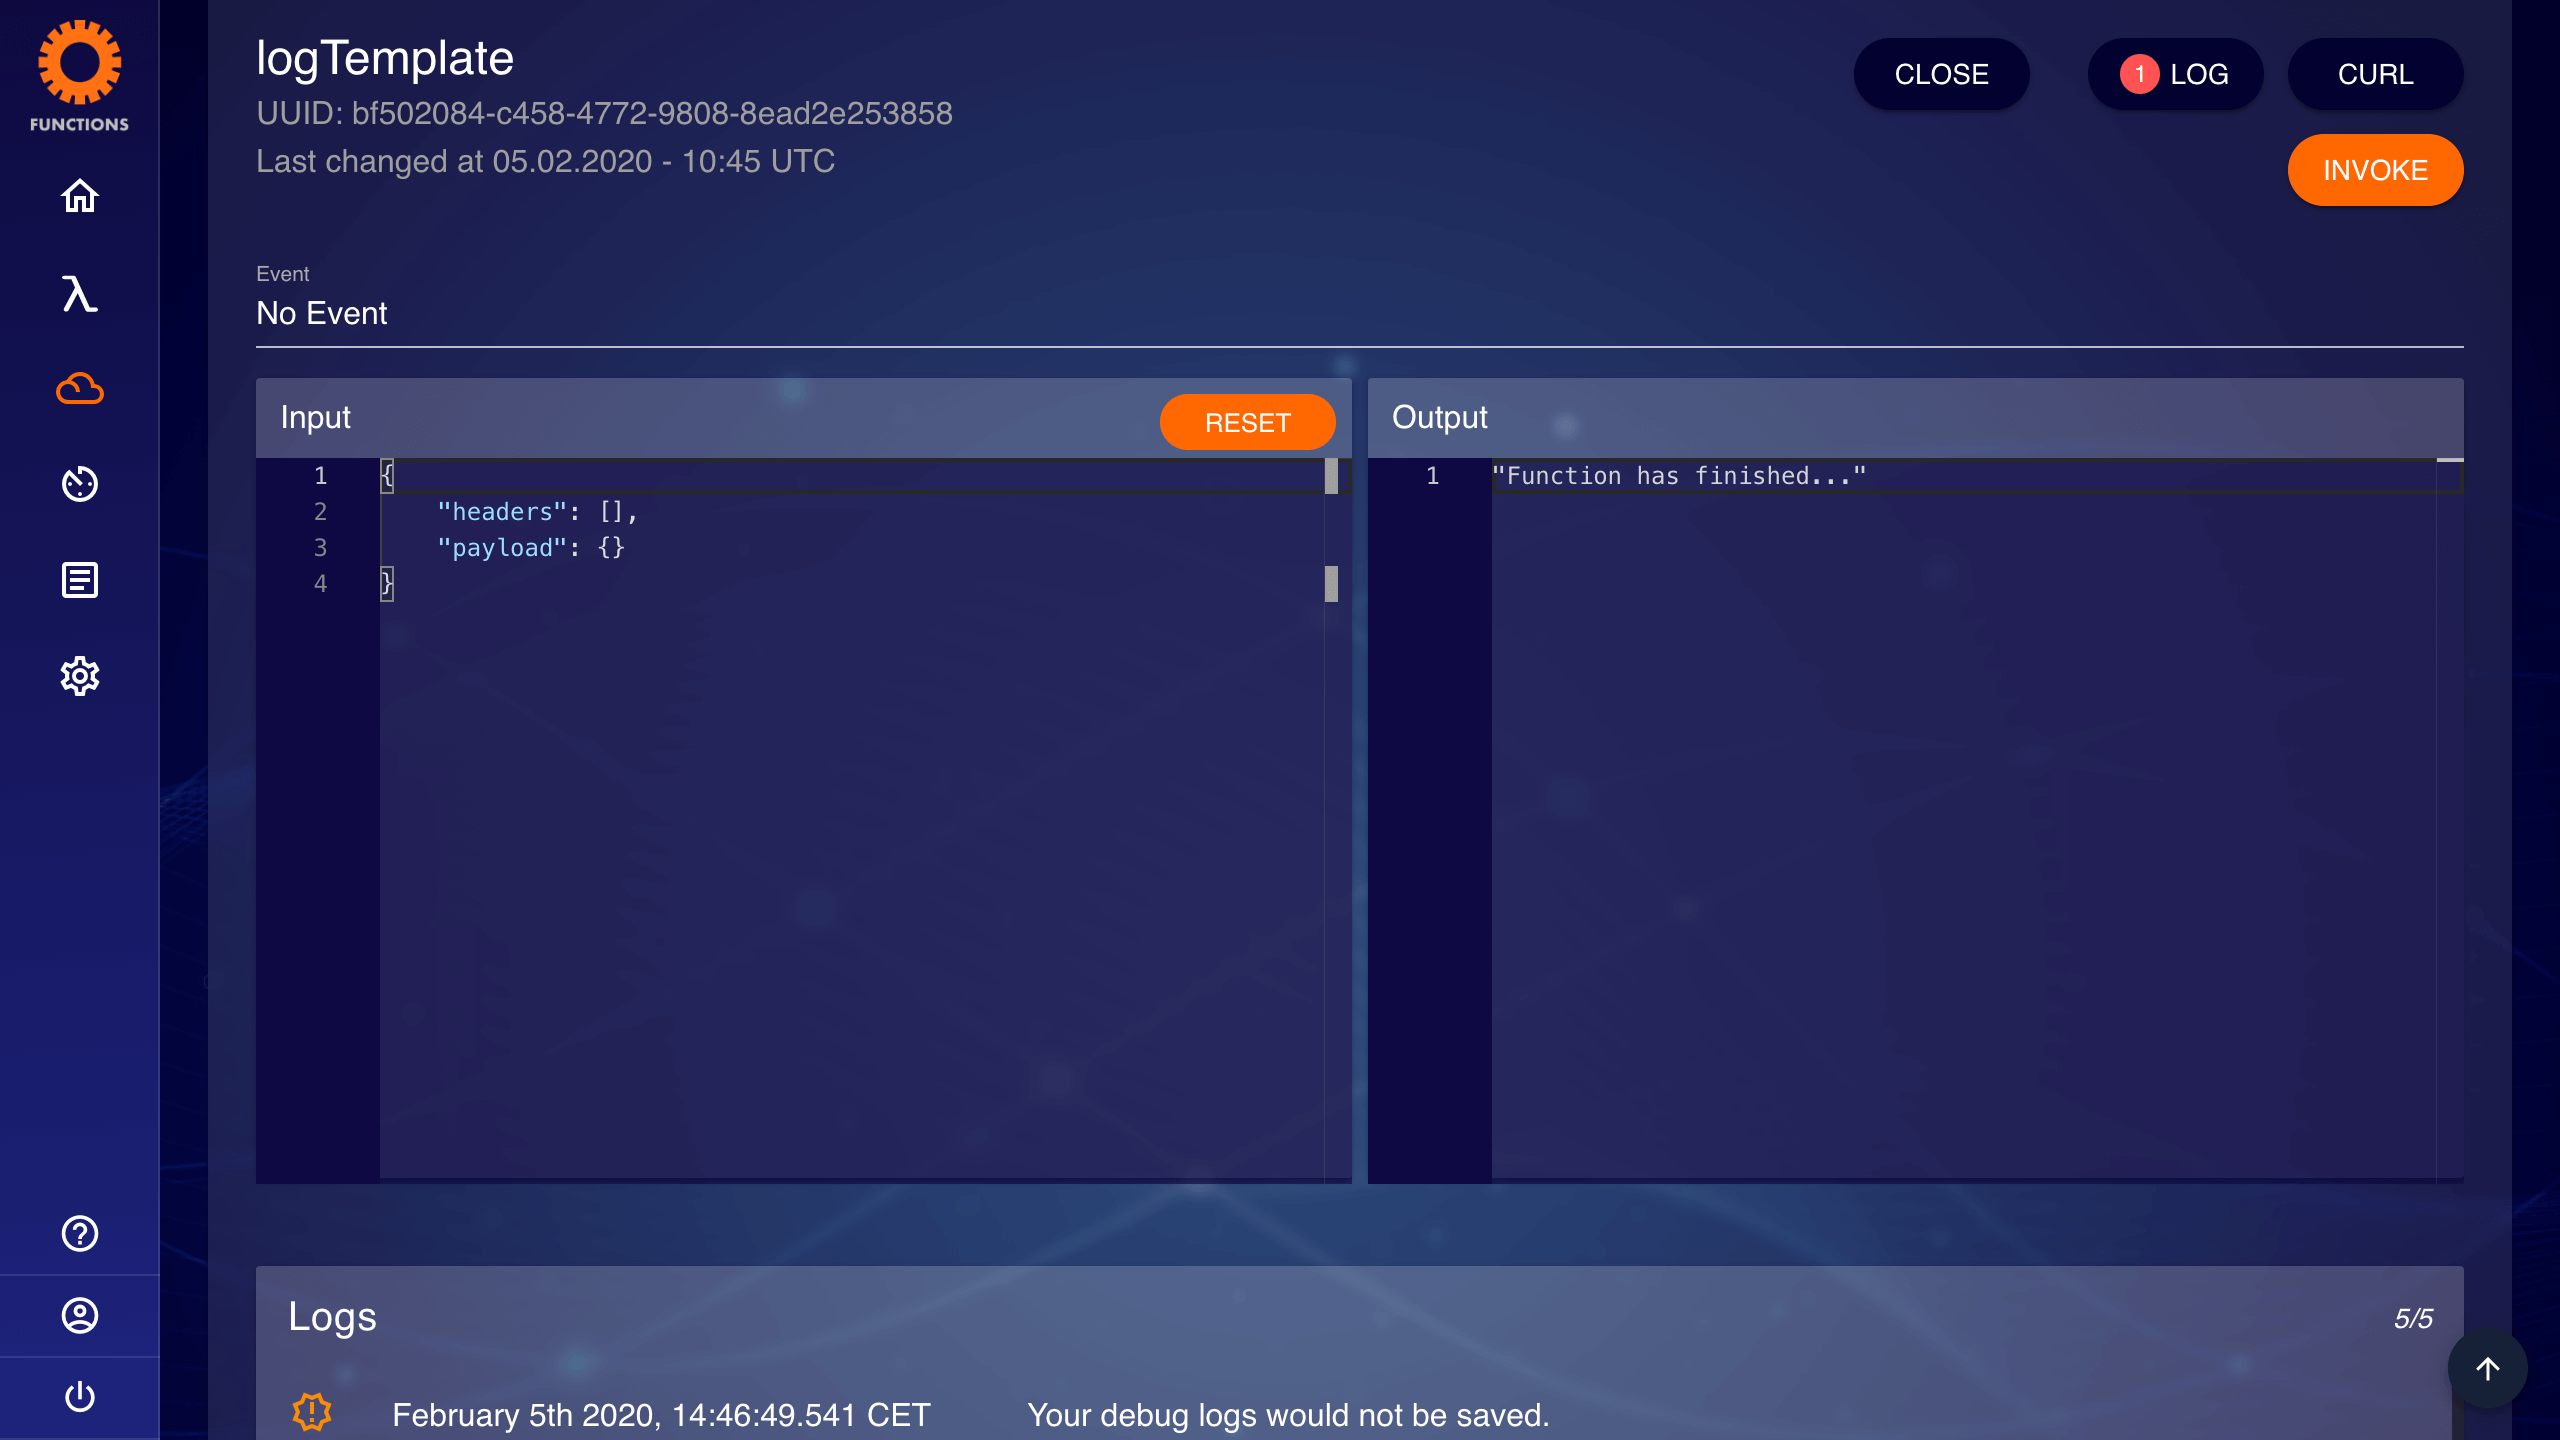 FUNCTIONS
logTemplate
UUID: bf502084-c458-4772-9808-8ead2e253858
Last changed at 05.02.2020 - 10:45 UTC
CLOSE
1 LOG
CURL
INVOKE
Event
No Event
Input
RESET
1 {
2 "headers": [],
3 "payload": {}
4 }
Output
1 "Function has finished..."
Logs
5/5
February 5th 2020, 14:46:49.541 CET Your debug logs would not be saved.